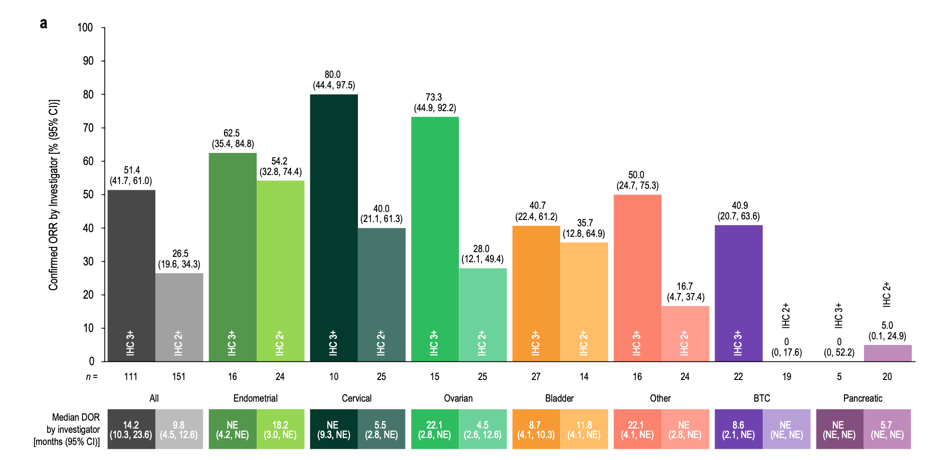 a
Confirmed ORR by Investigator [% (95% CI)]
100
90
80
70
60
50
40
30
20
10
0
51.4
(41.7, 61.0)
26.5
(19.6, 34.3)
62.5
(35.4, 84.8)
54.2
(32.8, 74.4)
80.0
(44.4, 97.5)
40.0
(21.1, 61.3)
73.3
(44.9, 92.2)
28.0
(12.1, 49.4)
40.7
(22.4, 61.2)
35.7
(12.8, 64.9)
50.0
(24.7, 75.3)
16.7
(4.7, 37.4)
40.9
(20.7, 63.6)
0
(0, 17.6)
0
(0, 52.2)
5.0
(0.1, 24.9)
IHC 3+
IHC 2+
IHC 3+
IHC 2+
IHC 3+
IHC 2+
IHC 3+
IHC 2+
IHC 3+
IHC 2+
IHC 3+
IHC 2+
IHC 3+
IHC 2+
IHC 3+
IHC 2+
n = 111 151 16 24 10 25 15 25 27 14 16 24 22 19 5 20
All Endometrial Cervical Ovarian Bladder Other BTC Pancreatic
Median DOR
by investigator
[months (95% CI)]
14.2
(10.3, 23.6)
9.8
(4.5, 12.6)
NE
(4.2, NE)
18.2
(3.0, NE)
NE
(9.3, NE)
5.5
(2.8, NE)
22.1
(2.8, NE)
4.5
(2.6, 12.6)
8.7
(4.1, 10.3)
11.8
(4.1, NE)
22.1
(4.1, NE)
NE
(2.8, NE)
8.6
(2.1, NE)
NE
(NE, NE)
NE
(NE, NE)
5.7
(NE, NE)